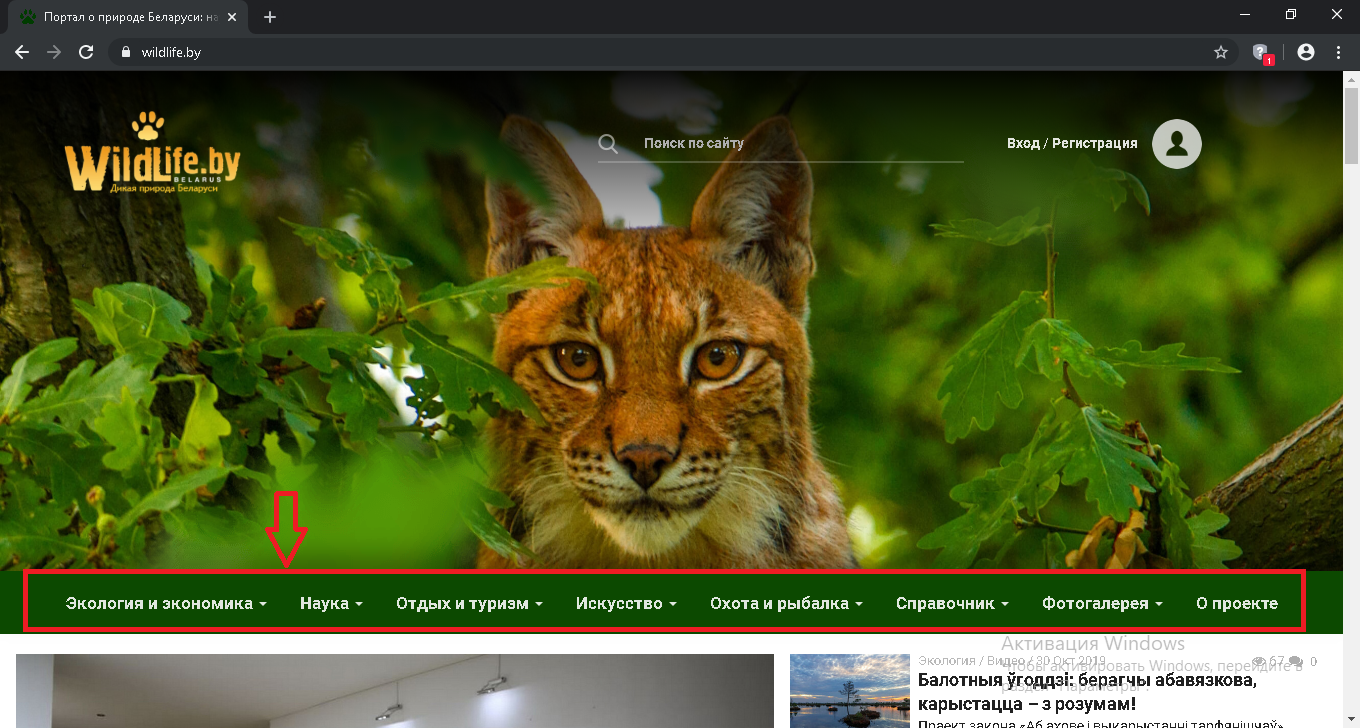 Портал о природе Беларуси: на
wildlife.by
1
WildLife.by
BELARUS
Дикая природа Беларуси
Поиск по сайту
Вход / Регистрация
Экология и экономика
Наука
Отдых и туризм
Искусство
Охота и рыбалка
Справочник
Фотогалерея
О проекте
Активация Windows
Чтобы активировать Windows, перейдите в
раздел "Параметры".
Экология / Видео / 30 Окт 2019
67
0
Балотныя ўгоддзі: берагчы абавязкова,
карыстацца – з розумам!
Праект закона «Аб ахове і выкарыстанні тарфянішчаў»